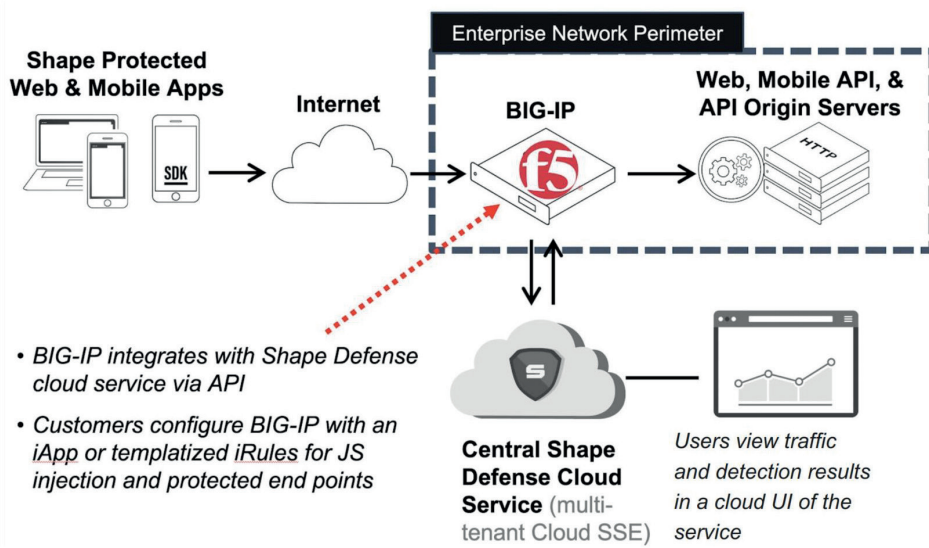 Enterprise Network Perimeter
Shape Protected
Web & Mobile Apps
Internet
BIG-IP
Web, Mobile API, &
API Origin Servers
SDK
f5
HTTP
• BIG-IP integrates with Shape Defense
cloud service via API
• Customers configure BIG-IP with an
iApp or templatized iRules for JS
injection and protected end points
S
Central Shape
Defense Cloud
Service (multi-
tenant Cloud SSE)
Users view traffic
and detection results
in a cloud UI of the
service